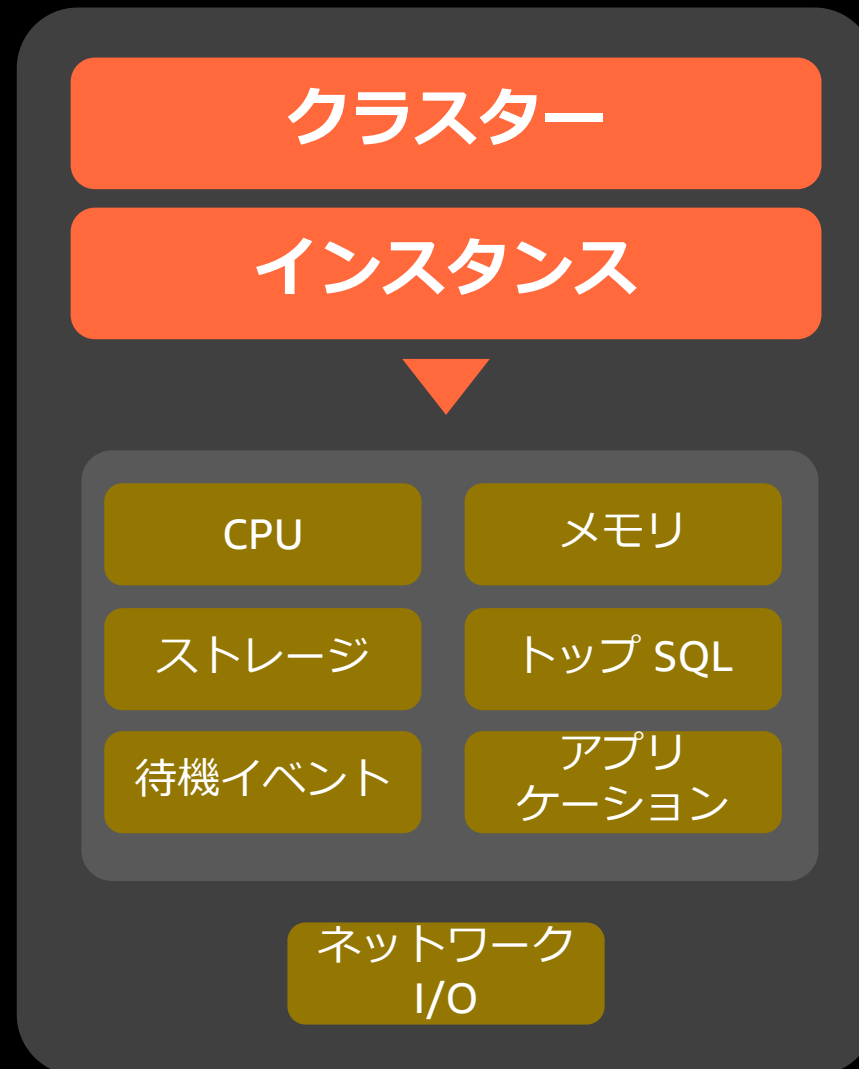 クラスター
インスタンス
CPU
メモリ
ストレージ
トップ SQL
待機イベント
アプリ
ケーション
ネットワーク
I/O